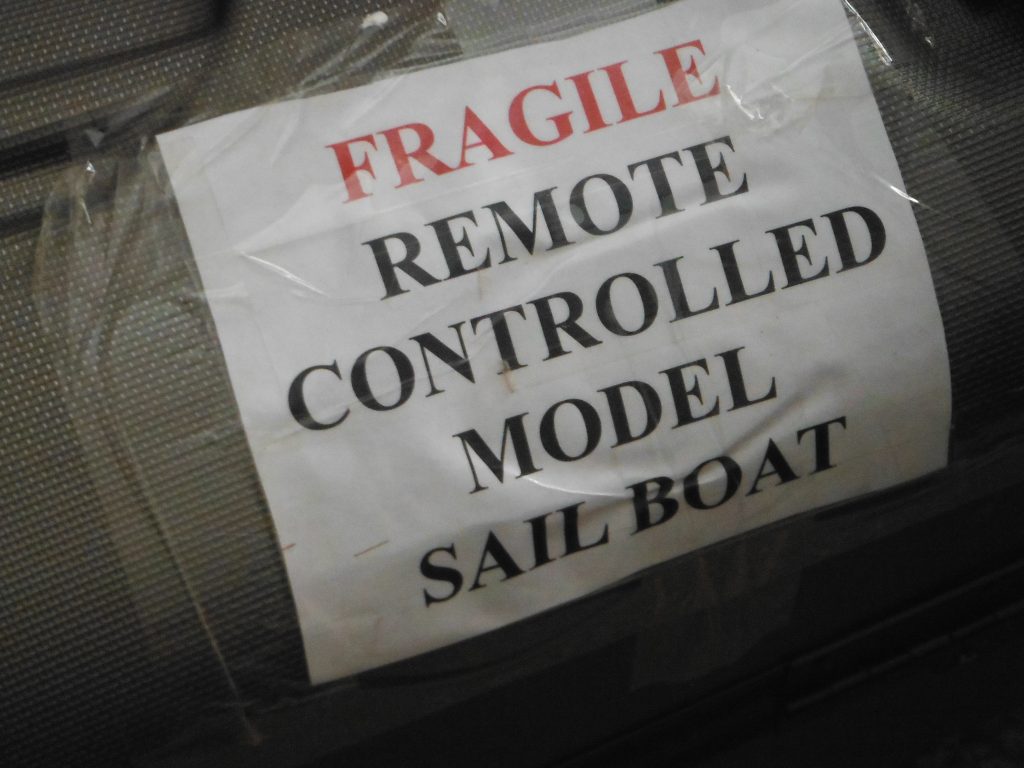 FRAGILE
REMOTE
CONTROLLED
MODEL
SAIL BOAT